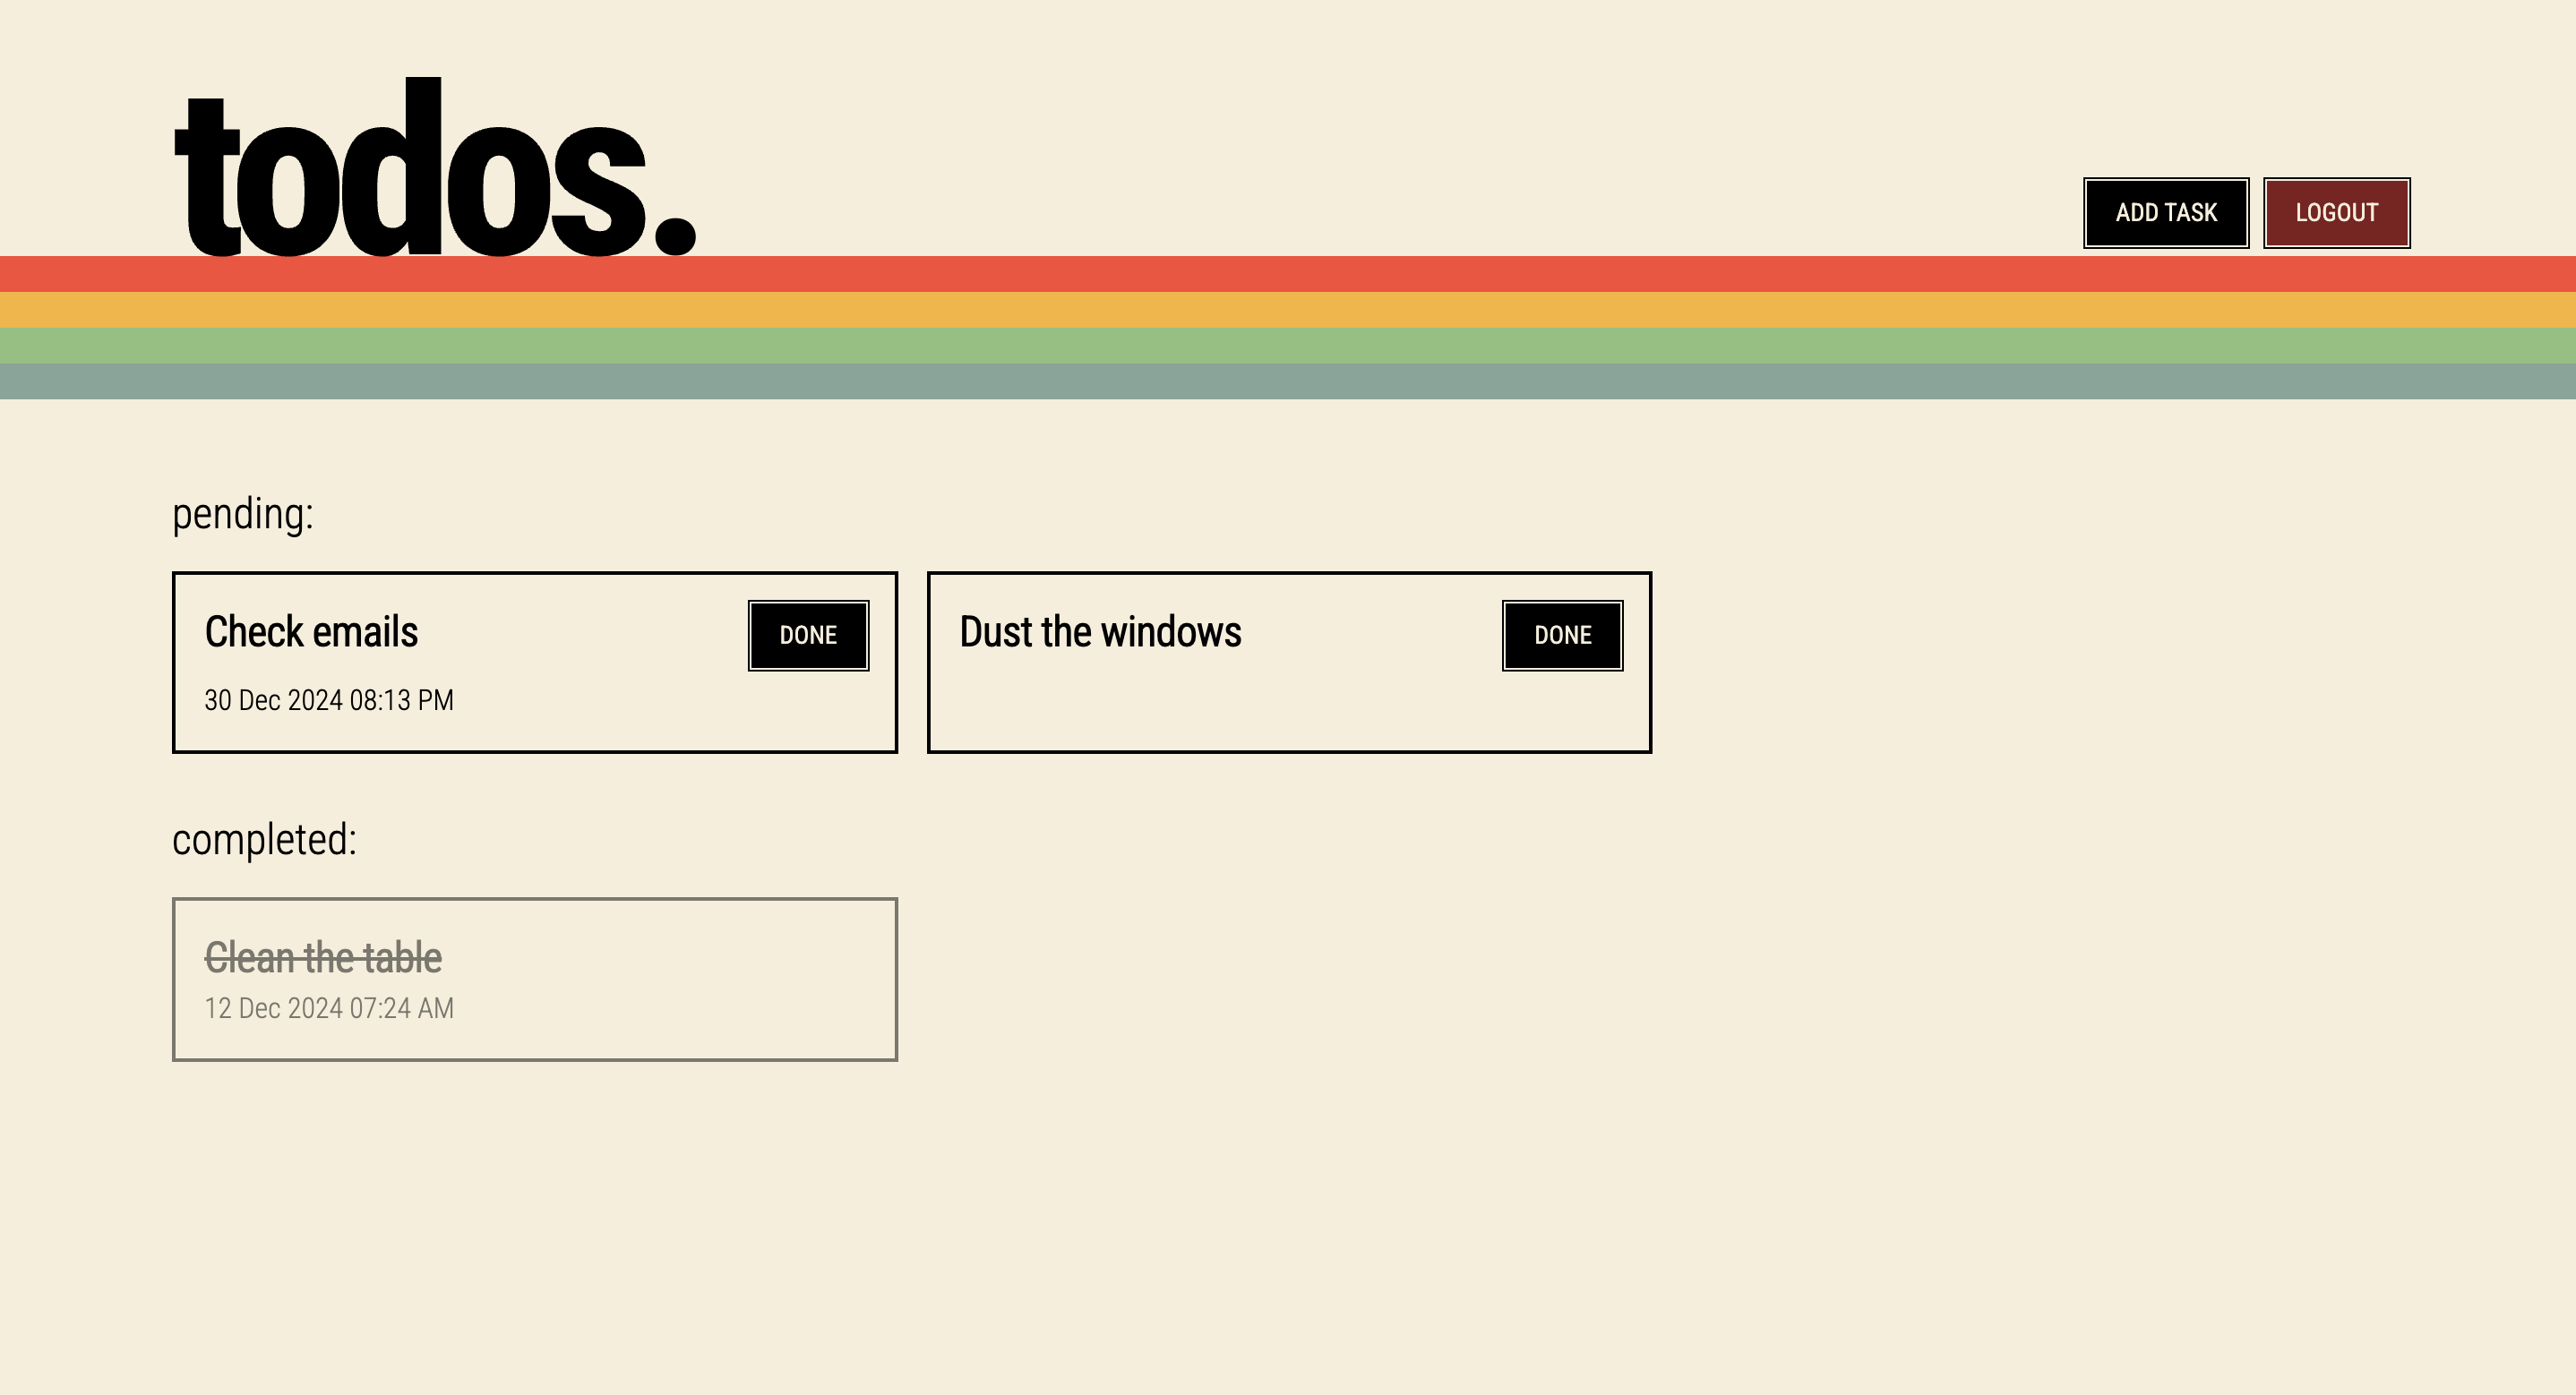 todos.
ADD TASK
LOGOUT
pending:
Check emails
DONE
30 Dec 2024 08:13 PM
Dust the windows
DONE
completed:
Clean the table
12 Dec 2024 07:24 AM